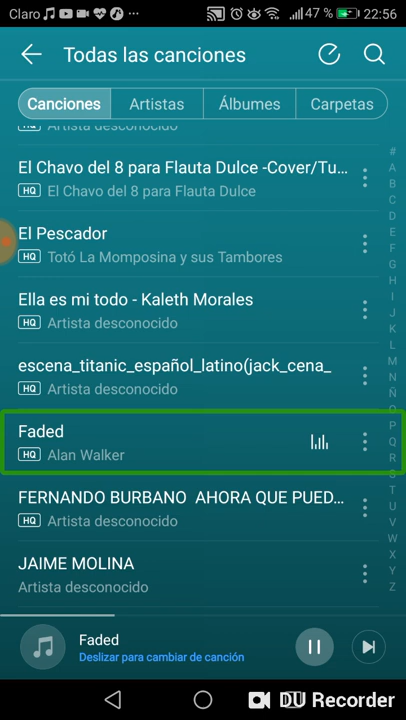 Claro
47 %
22:56
Todas las canciones
Canciones
Artistas
Álbumes
Carpetas
HQ Artista desconocido
El Chavo del 8 para Flauta Dulce -Cover/Tu...
HQ El Chavo del 8 para Flauta Dulce
El Pescador
HQ Totó La Momposina y sus Tambores
Ella es mi todo - Kaleth Morales
HQ Artista desconocido
escena_titanic_español_latino(jack_cena_
HQ Artista desconocido
Faded
HQ Alan Walker
FERNANDO BURBANO AHORA QUE PUED...
HQ Artista desconocido
JAIME MOLINA
Artista desconocido
#
A
B
C
D
E
F
G
H
I
J
K
L
M
N
Ñ
O
P
Q
R
S
T
U
V
W
X
Y
Z
Faded
Deslizar para cambiar de canción
DU Recorder